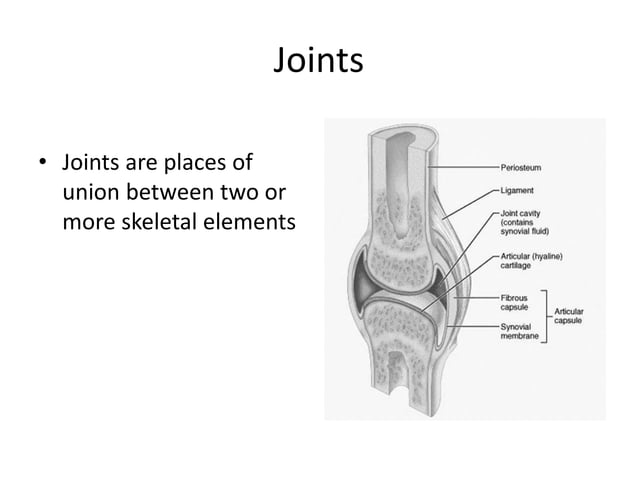 Joints
• Joints are places of
union between two or
more skeletal elements
Periosteum
Ligament
Joint cavity
(contains
synovial fluid)
Articular (hyaline)
cartilage
Fibrous
capsule
Synovial
membrane
Articular
capsule